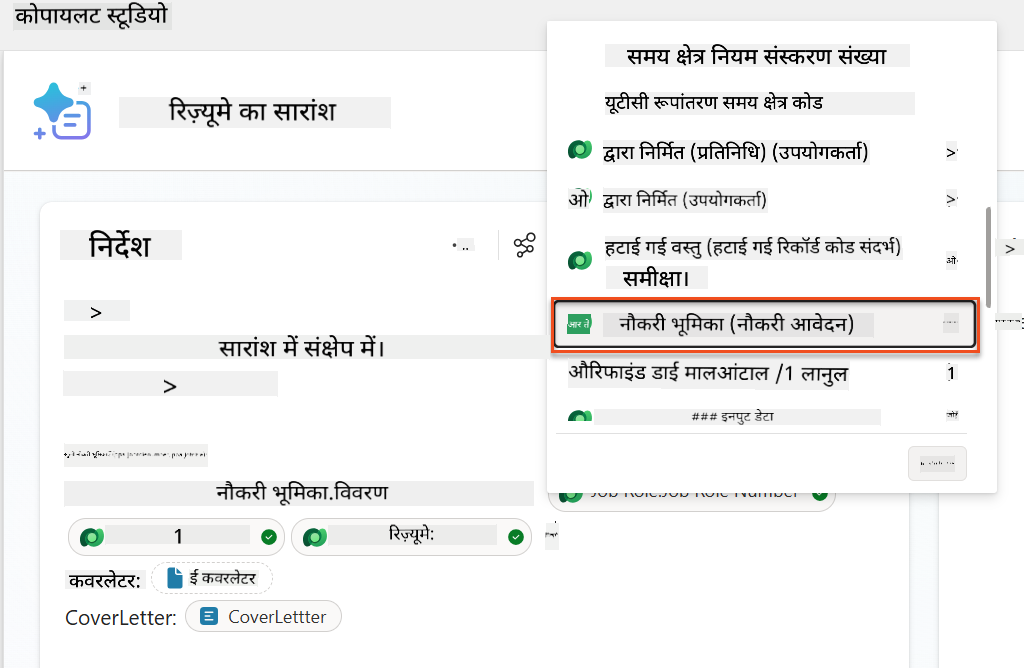 कोपायलट स्टूडियो
रिज़्यूमे का सारांश
निर्देश
>
सारांश में संक्षेप में।
>
नौकरी भूमिका.विवरण
1
रिज़्यूमे:
कवरलेटर: ई कवरलेटर
CoverLetter: CoverLettter
समय क्षेत्र नियम संस्करण संख्या
यूटीसी रूपांतरण समय क्षेत्र कोड
द्वारा निर्मित (प्रतिनिधि) (उपयोगकर्ता) >
ओ द्वारा निर्मित (उपयोगकर्ता) >
हटाई गई वस्तु (हटाई गई रिकॉर्ड कोड संदर्भ)
समीक्षा।
नौकरी भूमिका (नौकरी आवेदन)
औरिफाइंड डाई मालआंटाल /1 लानुल 1
### इनपुट डेटा
Job Role.Job Role Number
>